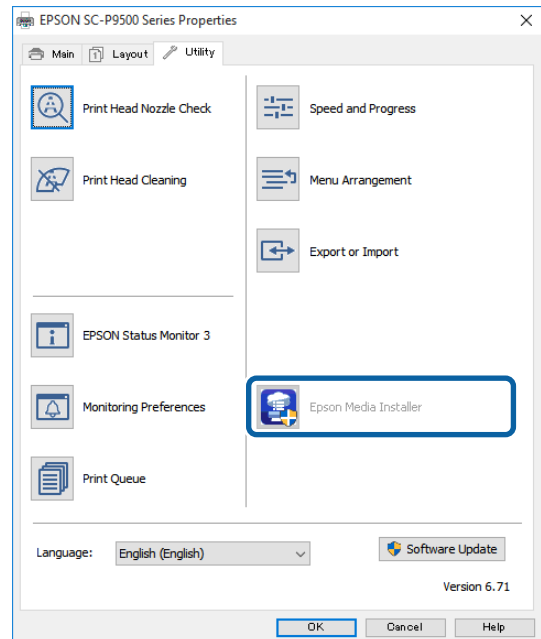 EPSON SC-P9500 Series Properties
Main
Layout
Utility
Print Head Nozzle Check
Speed and Progress
Print Head Cleaning
Menu Arrangement
Export or Import
EPSON Status Monitor 3
Monitoring Preferences
Epson Media Installer
Print Queue
Language: English (English)
Software Update
Version 6.71
OK Cancel Help